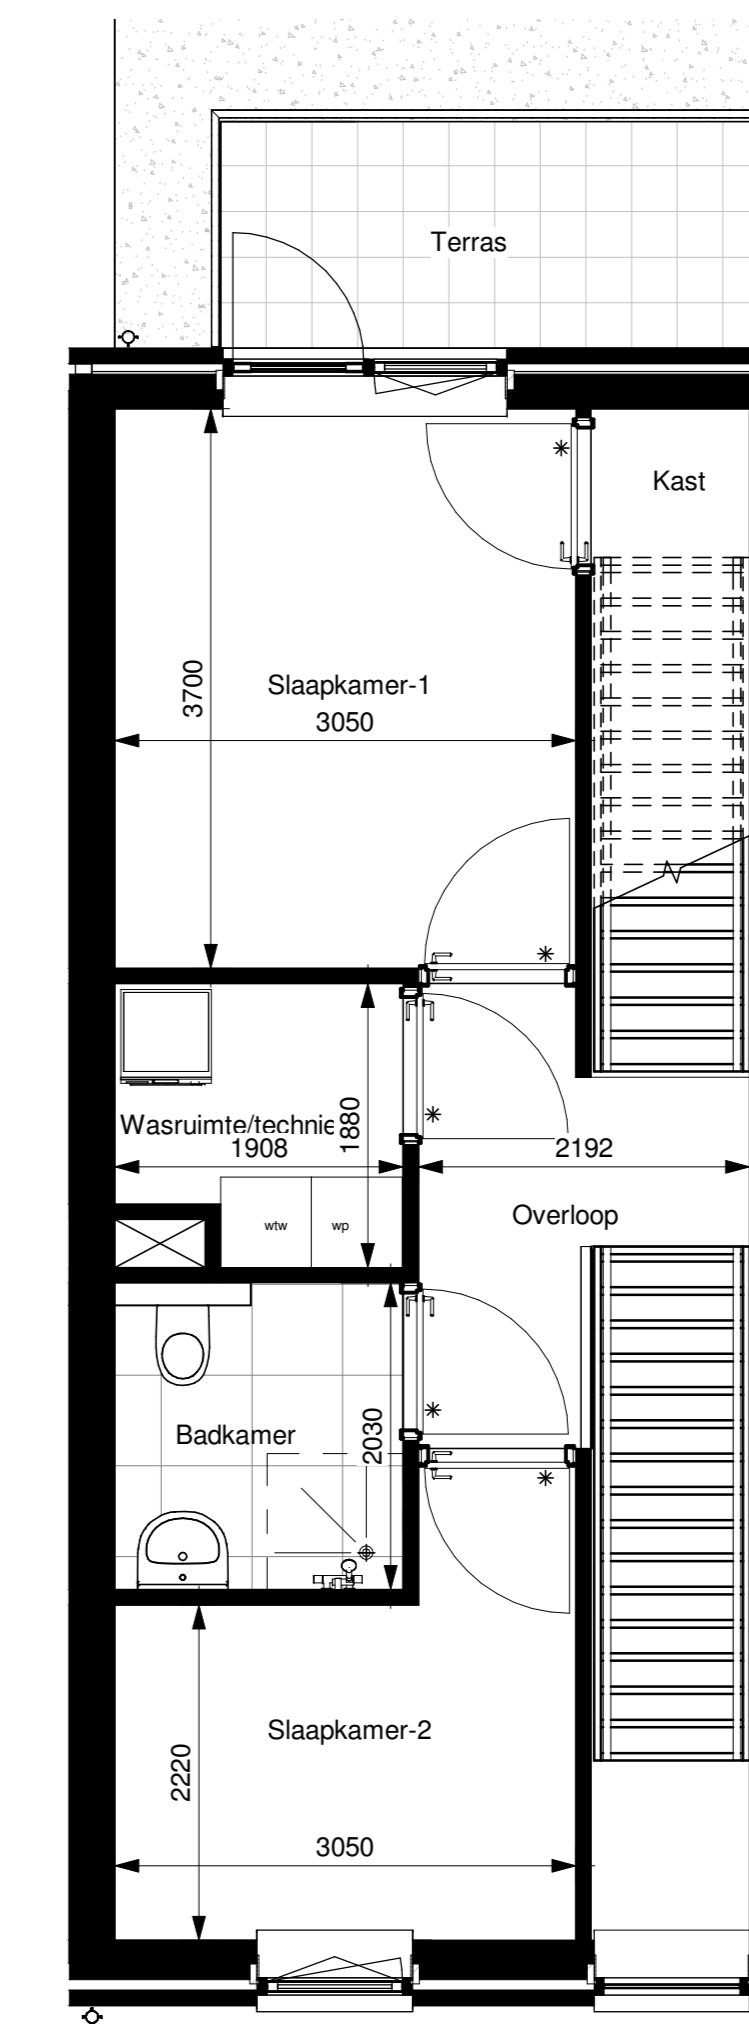 Terras
Kast
3700
Slaapkamer-1
3050
Wasruimte/technie
1908
1880
2192
Overloop
wtw
wp
Badkamer
2030
Slaapkamer-2
2220
3050